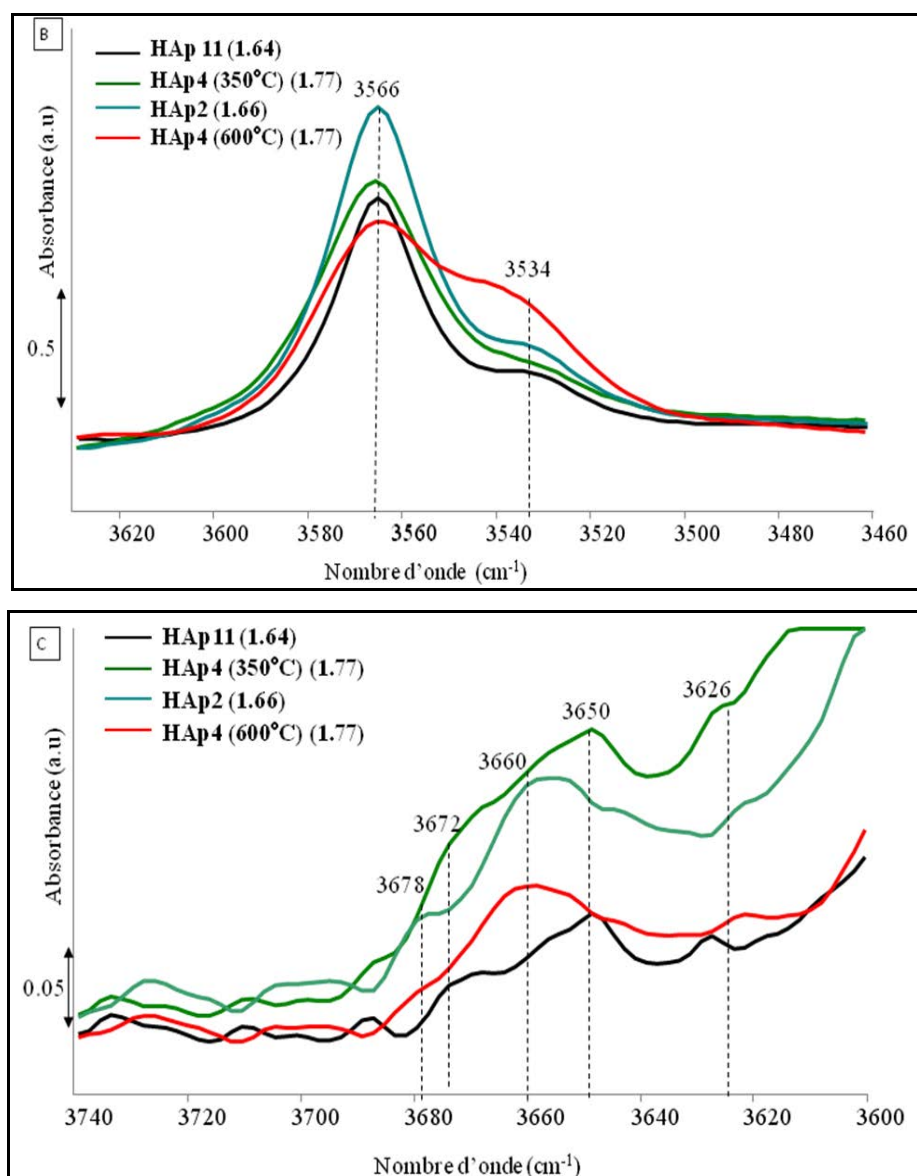 B
HAp 11 (1.64)
HAp4 (350°C) (1.77)
HAp2 (1.66)
HAp4 (600°C) (1.77)
3566
3534
Absorbance (a.u)
0.5
3620 3600 3580 3560 3540 3520 3500 3480 3460
Nombre d'onde (cm-1)
C
HAp11 (1.64)
HAp4 (350°C) (1.77)
HAp2 (1.66)
HAp4 (600°C) (1.77)
3626
3650
3660
3672
3678
Absorbance (a.u)
0.05
3740 3720 3700 3680 3660 3640 3620 3600
Nombre d'onde (cm-1)